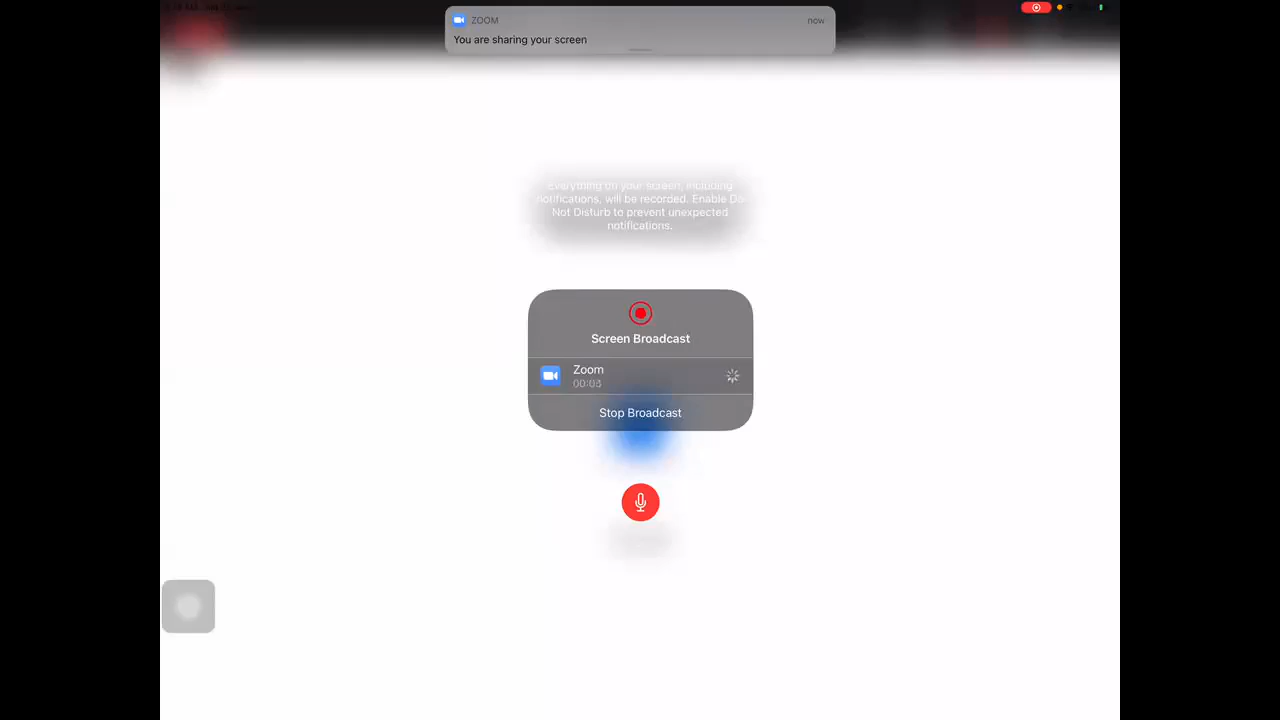 ZOOM
now
You are sharing your screen
Everything on your screen, including
notifications, will be recorded. Enable Do
Not Disturb to prevent unexpected
notifications.
Screen Broadcast
Zoom
00:03
Stop Broadcast